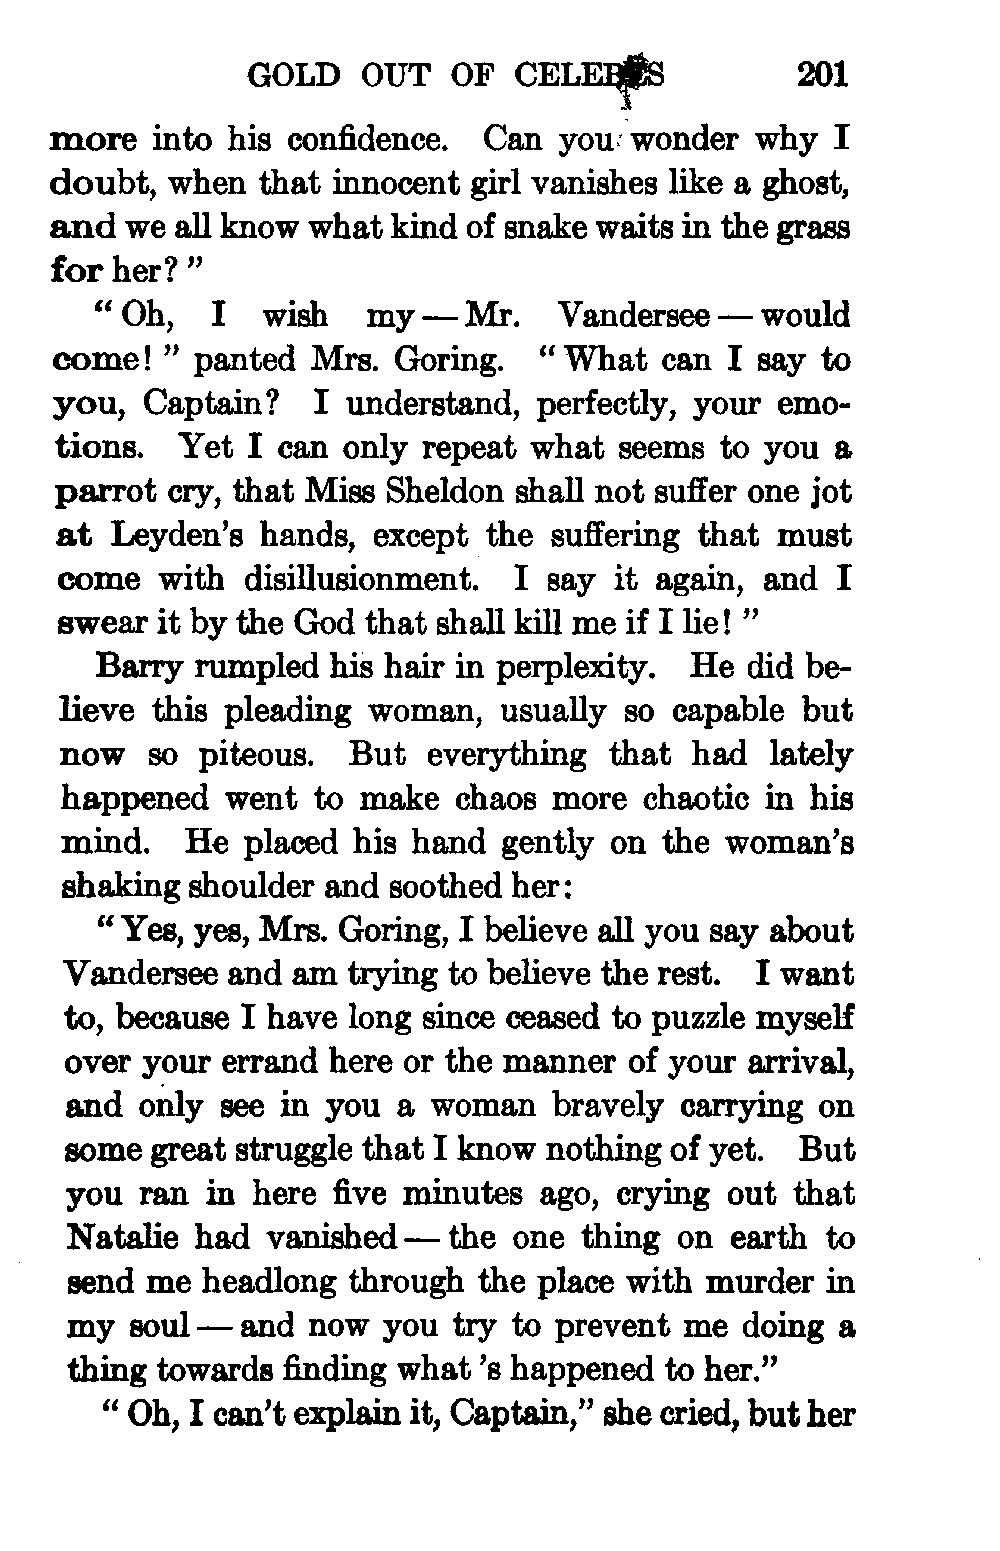 GOLD OUT OF CELEBES 201
more into his confidence. Can you wonder why I
doubt, when that innocent girl vanishes like a ghost,
and we all know what kind of snake waits in the grass
for her? ”
“ Oh, I wish my — Mr. Vandersee — would
come! ” panted Mrs. Goring. “ What can I say to
you, Captain? I understand, perfectly, your emo-
tions. Yet I can only repeat what seems to you a
parrot cry, that Miss Sheldon shall not suffer one jot
at Leyden’s hands, except the suffering that must
come with disillusionment. I say it again, and I
swear it by the God that shall kill me if I lie! ”
Barry rumpled his hair in perplexity. He did be-
lieve this pleading woman, usually so capable but
now so piteous. But everything that had lately
happened went to make chaos more chaotic in his
mind. He placed his hand gently on the woman’s
shaking shoulder and soothed her:
“ Yes, yes, Mrs. Goring, I believe all you say about
Vandersee and am trying to believe the rest. I want
to, because I have long since ceased to puzzle myself
over your errand here or the manner of your arrival,
and only see in you a woman bravely carrying on
some great struggle that I know nothing of yet. But
you ran in here five minutes ago, crying out that
Natalie had vanished — the one thing on earth to
send me headlong through the place with murder in
my soul — and now you try to prevent me doing a
thing towards finding what ’s happened to her.”
“ Oh, I can’t explain it, Captain,” she cried, but her